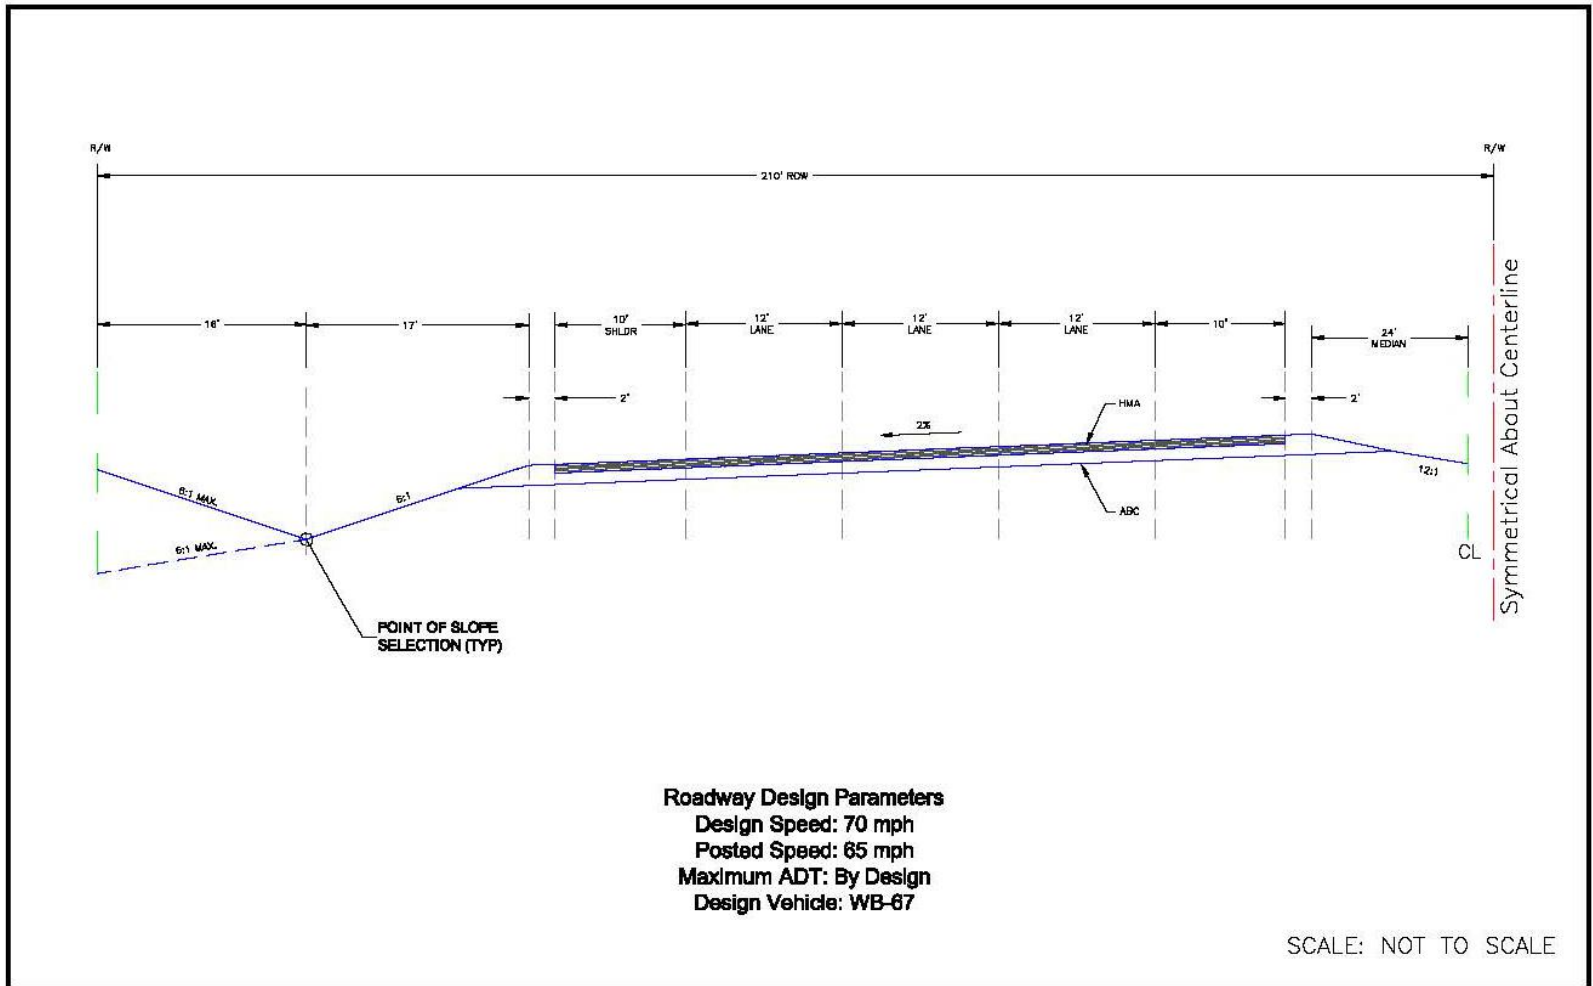 R/W
R/W
210' ROW
16'
17'
10'
SHLDR
12'
LANE
12'
LANE
12'
LANE
10'
24'
MEDIAN
2'
2'
HMA
2%
6:1 MAX.
6:1
12:1
ABC
6:1 MAX.
CL
Symmetrical About Centerline
POINT OF SLOPE
SELECTION (TYP)
Roadway Design Parameters
Design Speed: 70 mph
Posted Speed: 65 mph
Maximum ADT: By Design
Design Vehicle: WB-67
SCALE: NOT TO SCALE